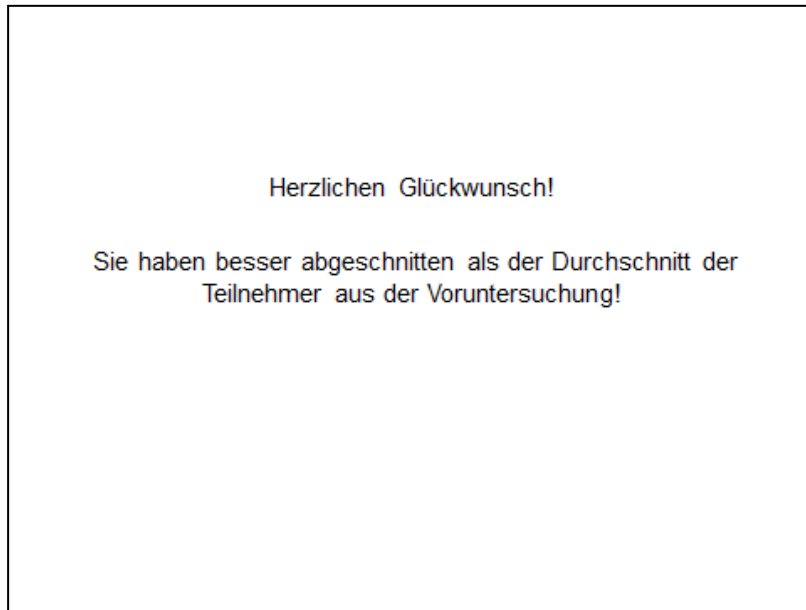 Herzlichen Glückwunsch!
Sie haben besser abgeschnitten als der Durchschnitt der
Teilnehmer aus der Voruntersuchung!